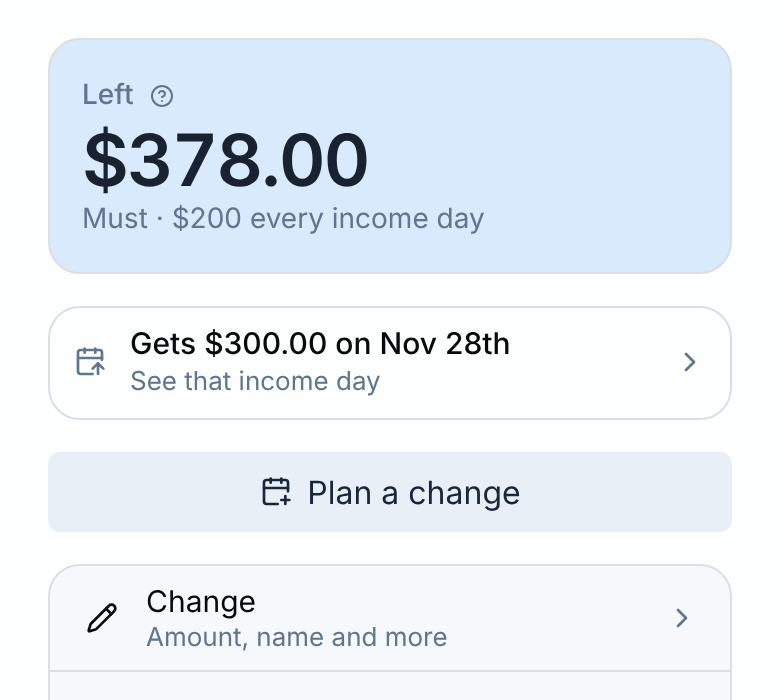 Left
$378.00
Must · $200 every income day
Gets $300.00 on Nov 28th
See that income day
Plan a change
Change
Amount, name and more